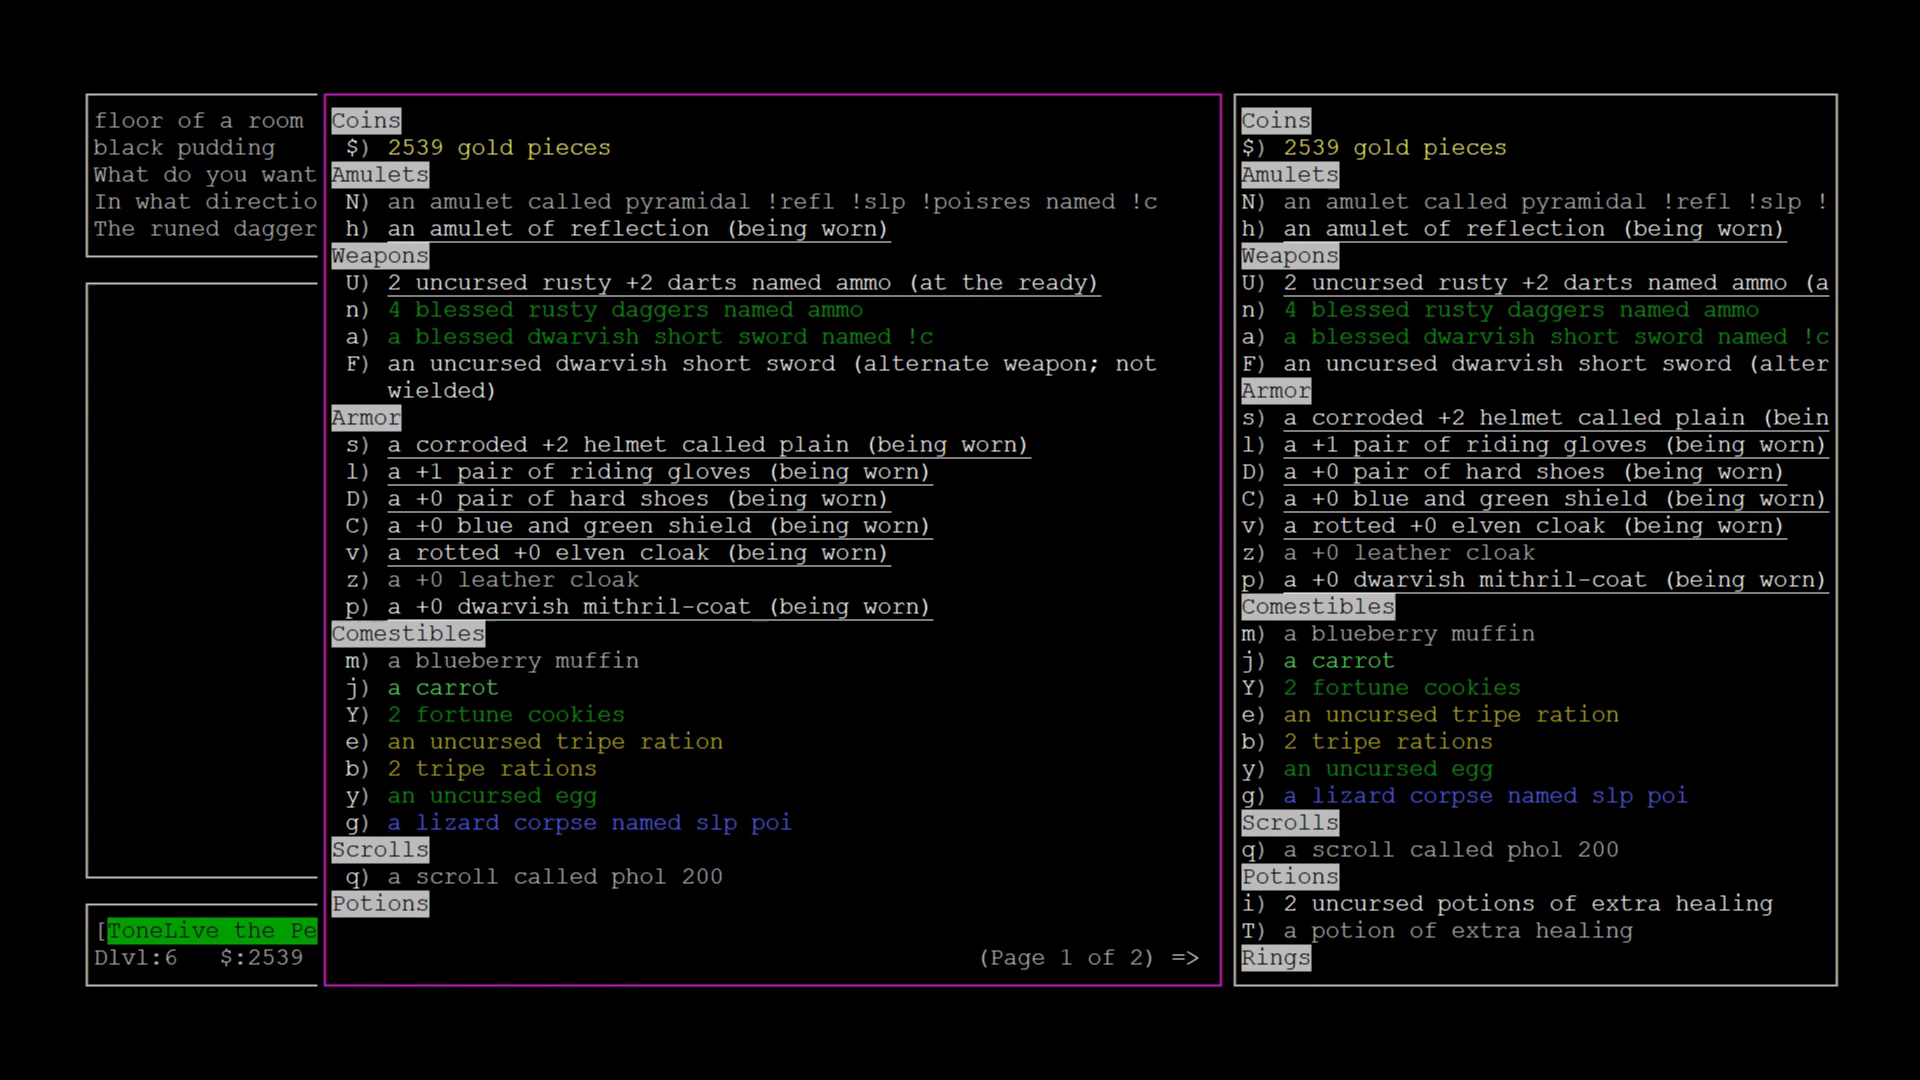 floor of a room
black pudding
What do you want
In what directio
The runed dagger
[ToneLive the Pe
Dlvl:6 $:2539
Coins
$) 2539 gold pieces
Amulets
N) an amulet called pyramidal !refl !slp !poisres named !c
h) an amulet of reflection (being worn)
Weapons
U) 2 uncursed rusty +2 darts named ammo (at the ready)
n) 4 blessed rusty daggers named ammo
a) a blessed dwarvish short sword named !c
F) an uncursed dwarvish short sword (alternate weapon; not
wielded)
Armor
s) a corroded +2 helmet called plain (being worn)
l) a +1 pair of riding gloves (being worn)
D) a +0 pair of hard shoes (being worn)
C) a +0 blue and green shield (being worn)
v) a rotted +0 elven cloak (being worn)
z) a +0 leather cloak
p) a +0 dwarvish mithril-coat (being worn)
Comestibles
m) a blueberry muffin
j) a carrot
Y) 2 fortune cookies
e) an uncursed tripe ration
b) 2 tripe rations
y) an uncursed egg
g) a lizard corpse named slp poi
Scrolls
q) a scroll called phol 200
Potions
(Page 1 of 2) =>
Coins
$) 2539 gold pieces
Amulets
N) an amulet called pyramidal !refl !slp !
h) an amulet of reflection (being worn)
Weapons
U) 2 uncursed rusty +2 darts named ammo (a
n) 4 blessed rusty daggers named ammo
a) a blessed dwarvish short sword named !c
F) an uncursed dwarvish short sword (alter
Armor
s) a corroded +2 helmet called plain (bein
l) a +1 pair of riding gloves (being worn)
D) a +0 pair of hard shoes (being worn)
C) a +0 blue and green shield (being worn)
v) a rotted +0 elven cloak (being worn)
z) a +0 leather cloak
p) a +0 dwarvish mithril-coat (being worn)
Comestibles
m) a blueberry muffin
j) a carrot
Y) 2 fortune cookies
e) an uncursed tripe ration
b) 2 tripe rations
y) an uncursed egg
g) a lizard corpse named slp poi
Scrolls
q) a scroll called phol 200
Potions
i) 2 uncursed potions of extra healing
T) a potion of extra healing
Rings